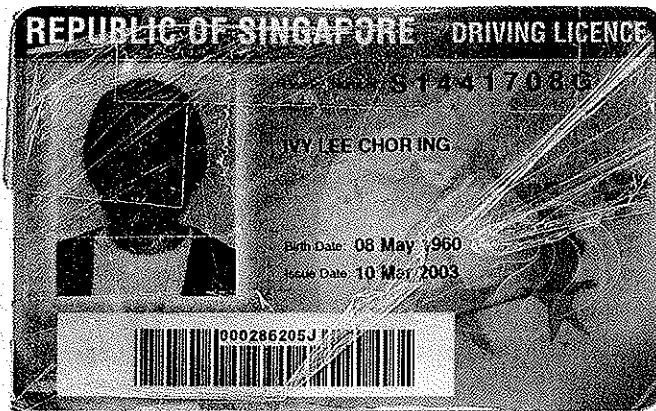 REPUBLIC OF SINGAPORE DRIVING LICENCE
S1441708G
IVY LEE CHOR ING
Birth Date: 08 May 1960
Issue Date: 10 Mar 2003
000286205J